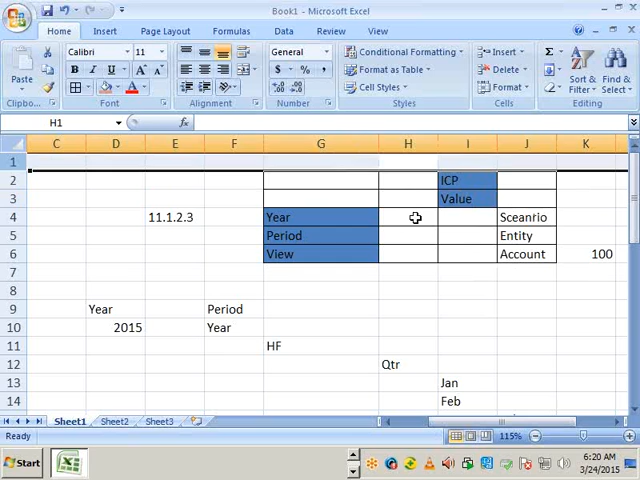 Book1 - Microsoft Excel
Home Insert Page Layout Formulas Data Review View
Calibri 11 General Conditional Formatting Insert Σ
Paste B I U A A $ % , Format as Table Delete Sort & Filter Find & Select
Cell Styles Format
Clipboard Font Alignment Number Styles Cells Editing
H1 fx
C D E F G H I J K
1
2 ICP
3 Value
4 11.1.2.3 Year Sceanrio
5 Period Entity
6 View Account 100
7
8
9 Year Period
10 2015 Year
11 HF
12 Qtr
13 Jan
14 Feb
Sheet1 Sheet2 Sheet3
Ready 115%
Start 6:20 AM
3/24/2015